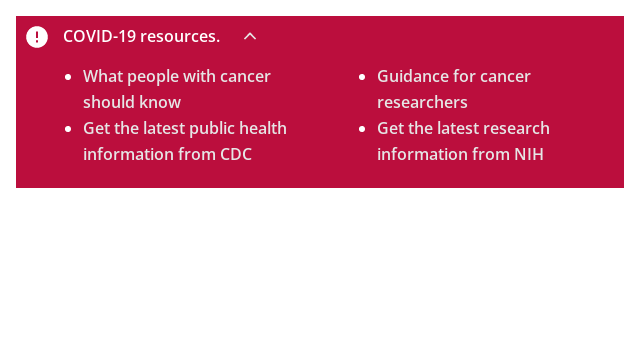 COVID-19 resources.
What people with cancer
should know
Get the latest public health
information from CDC
Guidance for cancer
researchers
Get the latest research
information from NIH